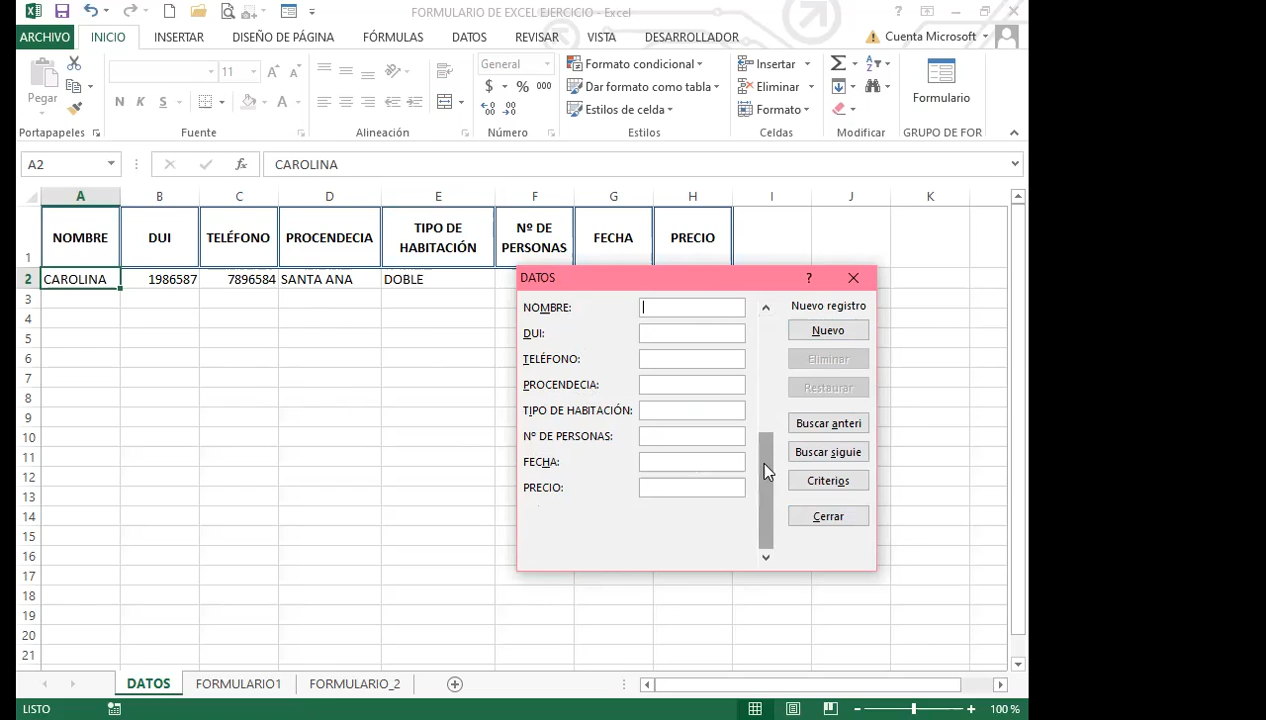 FORMULARIO DE EXCEL EJERCICIO - Excel
ARCHIVO INICIO INSERTAR DISEÑO DE PÁGINA FÓRMULAS DATOS REVISAR VISTA DESARROLLADOR Cuenta Microsoft
Pegar
11
N K S A
General
$ % 000
Formato condicional
Dar formato como tabla
Estilos de celda
Insertar
Eliminar
Formato
Formulario
Portapapeles Fuente Alineación Número Estilos Celdas Modificar GRUPO DE FOR
A2 fx CAROLINA
A B C D E F G H I J K
1 NOMBRE DUI TELÉFONO PROCENDECIA TIPO DE HABITACIÓN Nº DE PERSONAS FECHA PRECIO
2 CAROLINA 1986587 7896584 SANTA ANA DOBLE
3
4
5
6
7
8
9
10
11
12
13
14
15
16
17
18
19
20
21
DATOS ?
NOMBRE:
DUI:
TELÉFONO:
PROCENDECIA:
TIPO DE HABITACIÓN:
Nº DE PERSONAS:
FECHA:
PRECIO:
Nuevo registro
Nuevo
Eliminar
Restaurar
Buscar anteri
Buscar siguie
Criterios
Cerrar
DATOS FORMULARIO1 FORMULARIO_2
LISTO 100 %